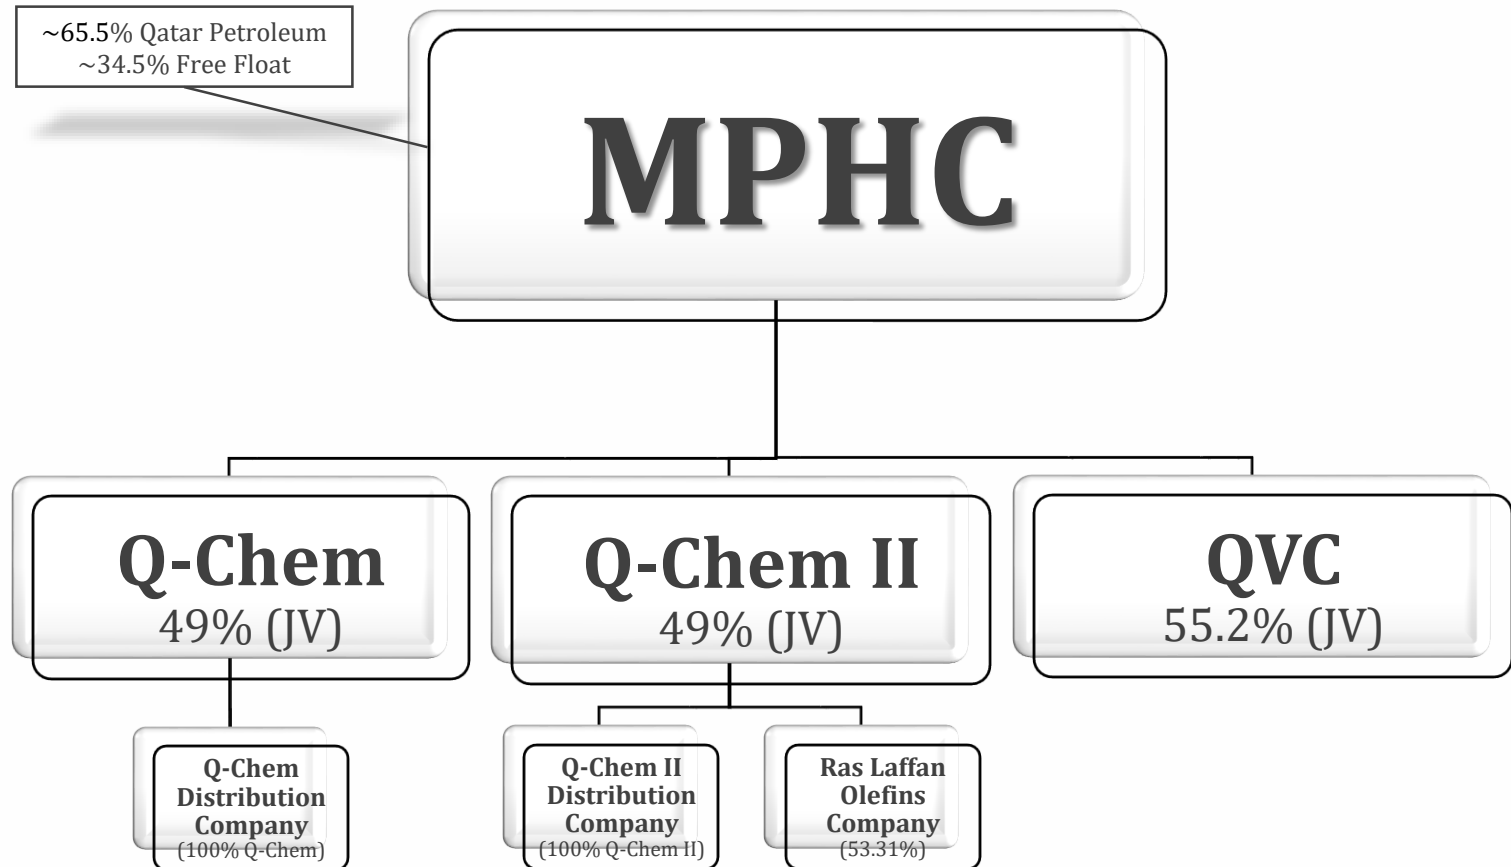 ~65.5% Qatar Petroleum
~34.5% Free Float
MPHC
Q-Chem
49% (JV)
Q-Chem II
49% (JV)
QVC
55.2% (JV)
Q-Chem
Distribution
Company
(100% Q-Chem)
Q-Chem II
Distribution
Company
(100% Q-Chem II)
Ras Laffan
Olefins
Company
(53.31%)